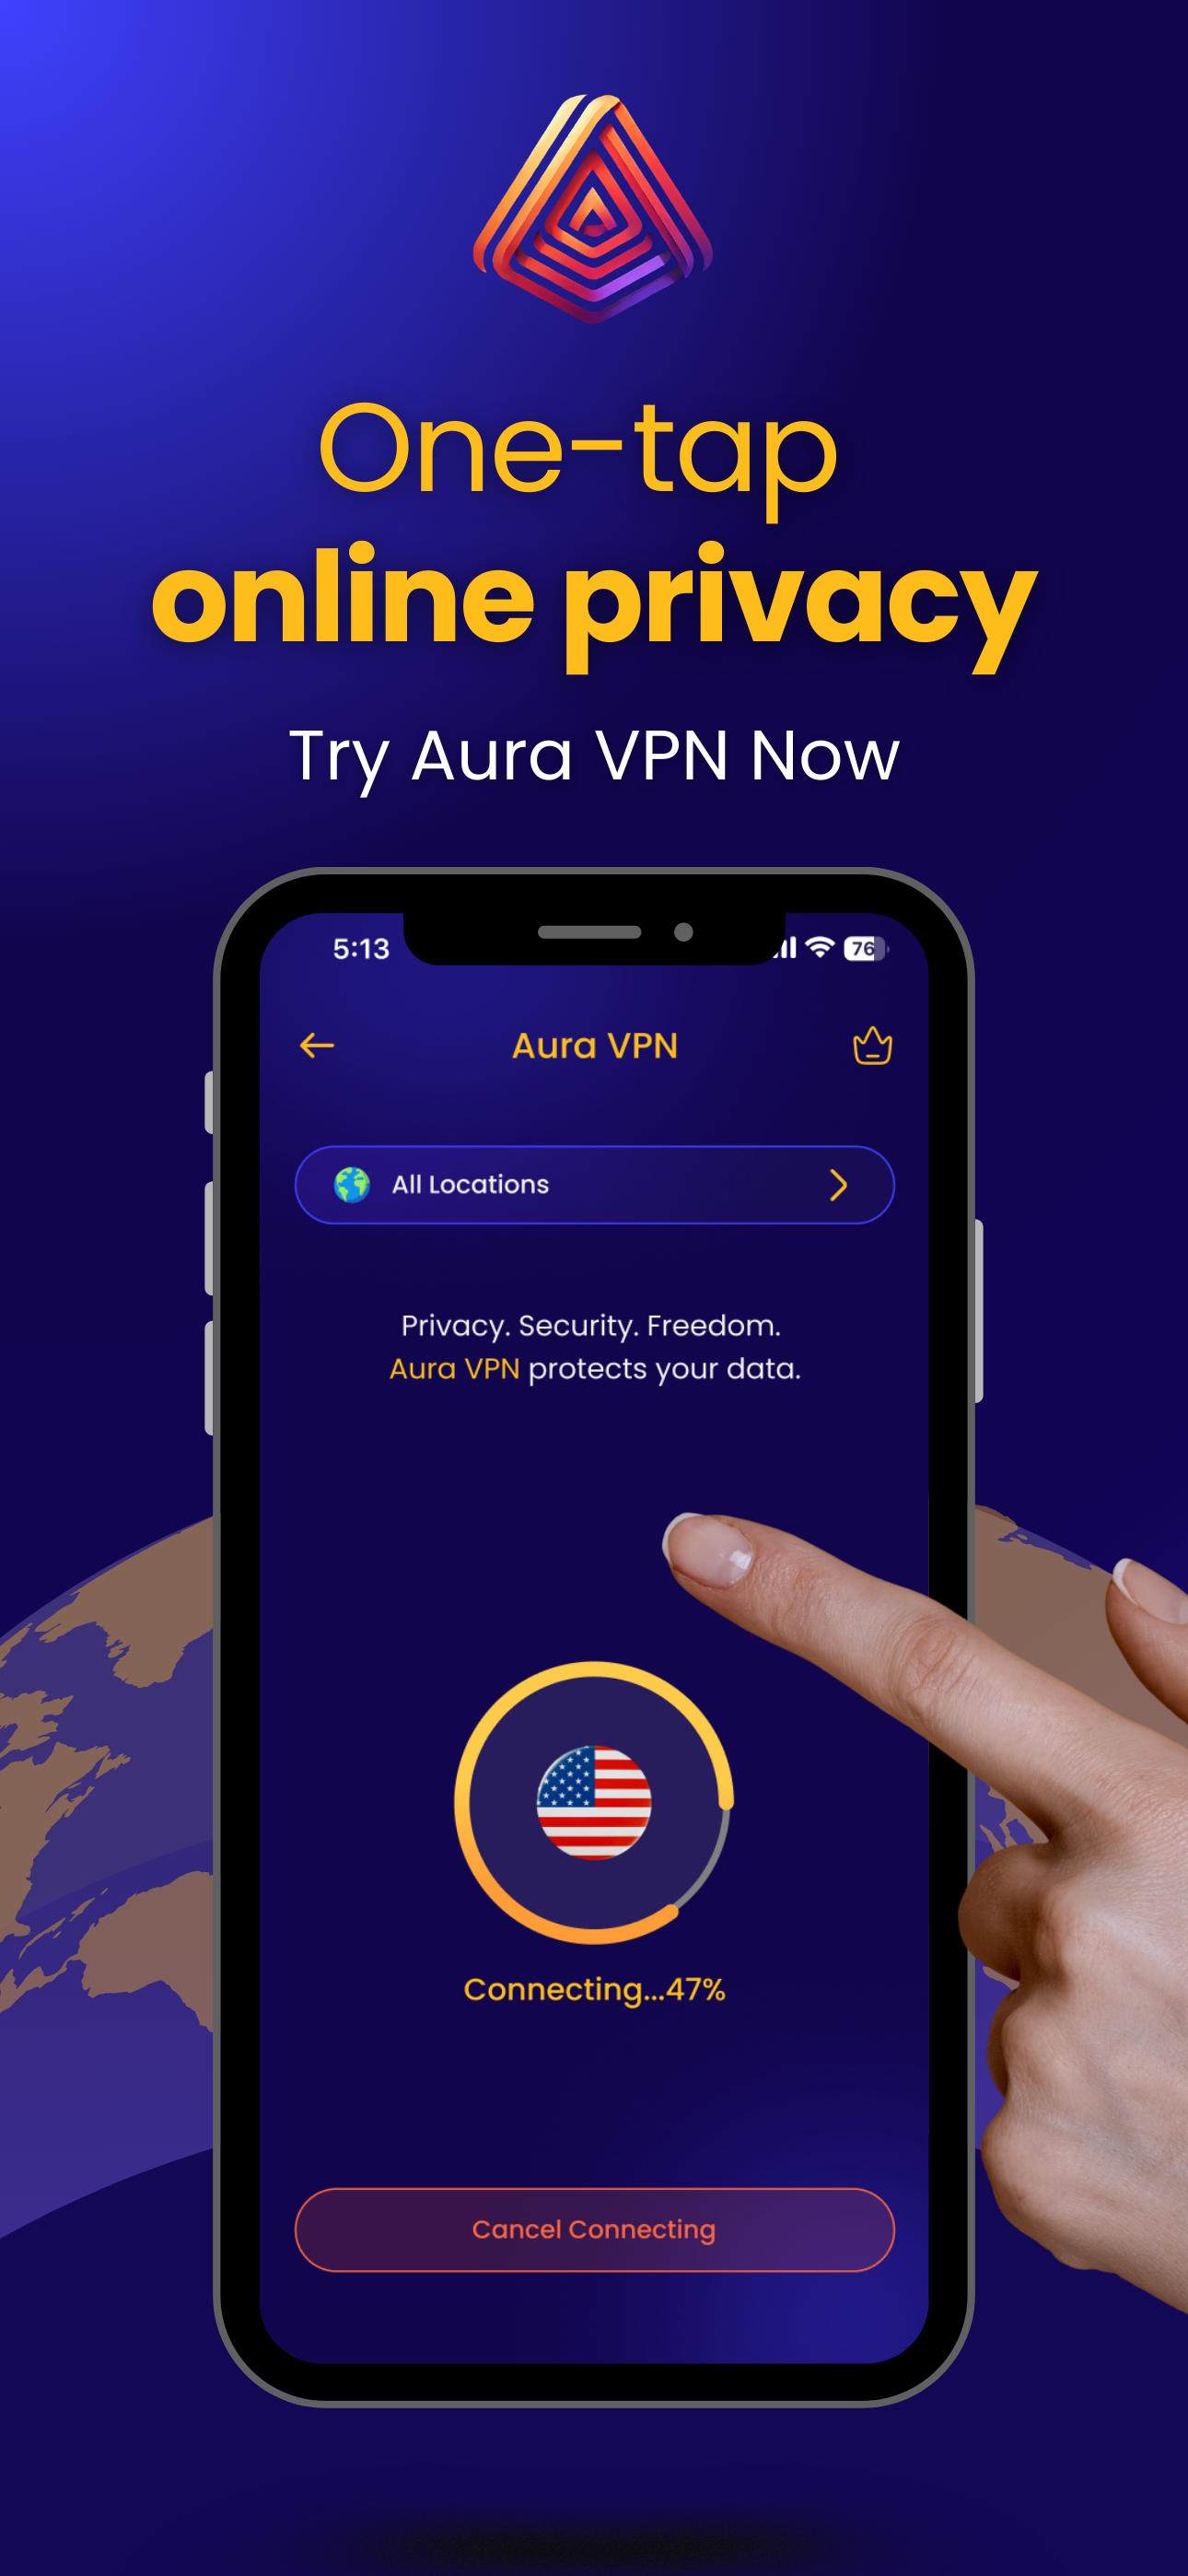 One-tap
online privacy
Try Aura VPN Now
5:13
76
Aura VPN
All Locations
Privacy. Security. Freedom.
Aura VPN protects your data.
Connecting...47%
Cancel Connecting